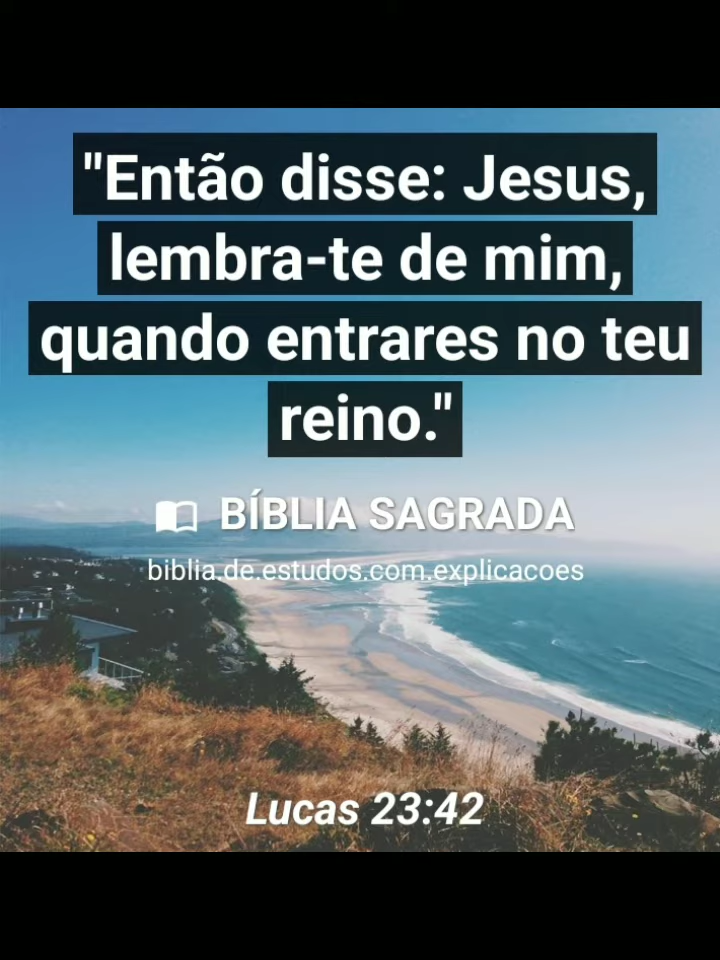 "Então disse: Jesus,
lembra-te de mim,
quando entrares no teu
reino."
BÍBLIA SAGRADA
biblia.de.estudos.com.explicacoes
Lucas 23:42